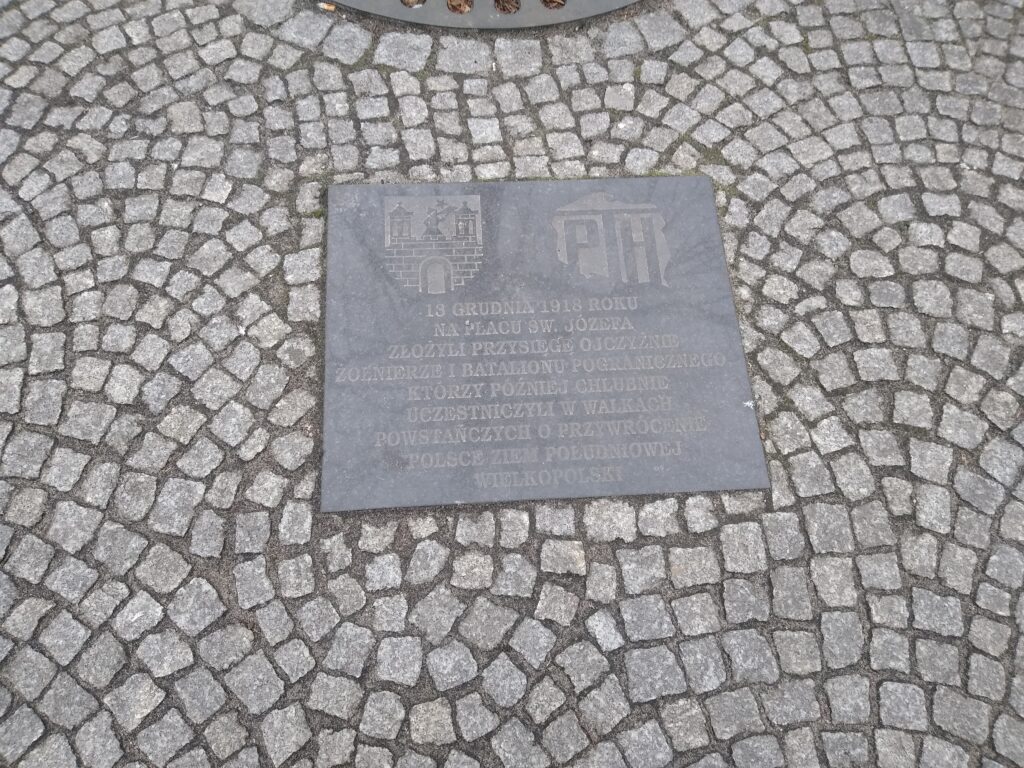 PTH
13 GRUDNIA 1918 ROKU
NA PLACU ŚW. JÓZEFA
ZŁOŻYLI PRZYSIĘGĘ OJCZYŹNIE
ŻOŁNIERZE I BATALIONU POGRANICZNEGO
KTÓRZY PÓŹNIEJ CHLUBNIE
UCZESTNICZYLI W WALKACH
POWSTAŃCZYCH O PRZYWRÓCENIE
POLSCE ZIEM POŁUDNIOWEJ
WIELKOPOLSKI